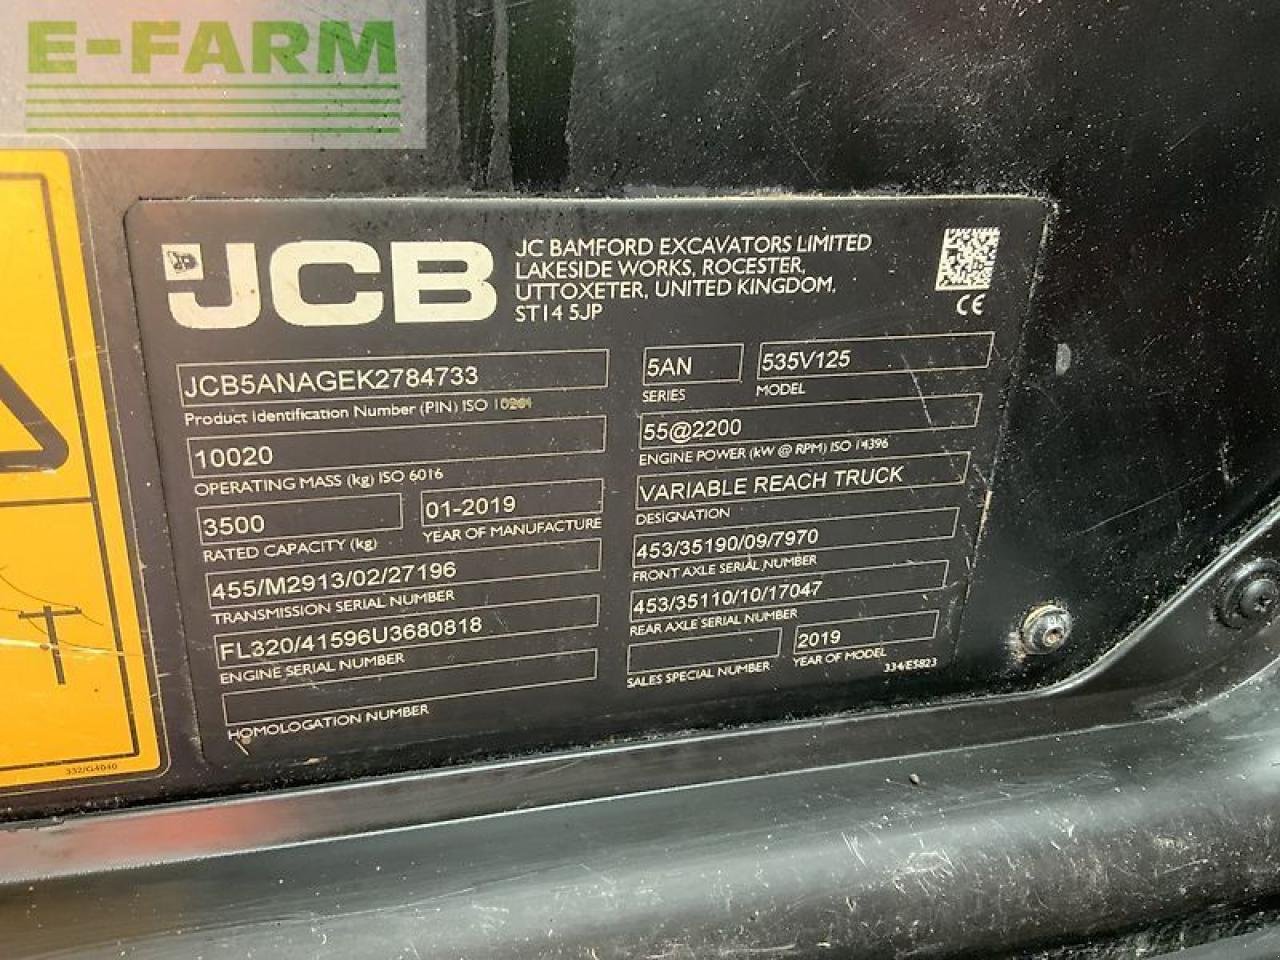 E-FARM
JCB
JC BAMFORD EXCAVATORS LIMITED
LAKESIDE WORKS, ROCESTER,
UTTOXETER, UNITED KINGDOM,
ST14 5JP
CE
JCB5ANAGEK2784733
Product Identification Number (PIN) ISO 10261
5AN
SERIES
535V125
MODEL
10020
OPERATING MASS (kg) ISO 6016
55@2200
ENGINE POWER (kW @ RPM) ISO 14396
3500
RATED CAPACITY (kg)
01-2019
YEAR OF MANUFACTURE
VARIABLE REACH TRUCK
DESIGNATION
455/M2913/02/27196
TRANSMISSION SERIAL NUMBER
453/35190/09/7970
FRONT AXLE SERIAL NUMBER
FL320/41596U3680818
ENGINE SERIAL NUMBER
453/35110/10/17047
REAR AXLE SERIAL NUMBER
HOMOLOGATION NUMBER
SALES SPECIAL NUMBER
2019
YEAR OF MODEL
334/E5823
332/G4040